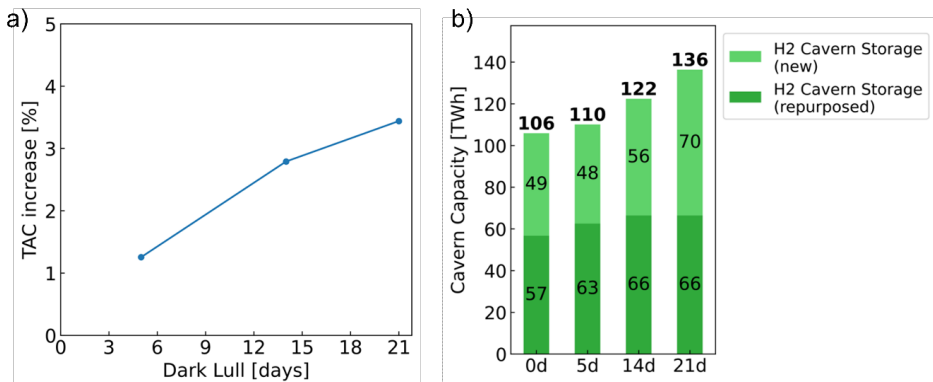 a)
TAC increase [%]
5
4
3
2
1
0
0 3 6 9 12 15 18 21
Dark Lull [days]
b)
Cavern Capacity [TWh]
140
120
100
80
60
40
20
0
106 110 122 136
49 48 56 70
57 63 66 66
0d 5d 14d 21d
H2 Cavern Storage
(new)
H2 Cavern Storage
(repurposed)